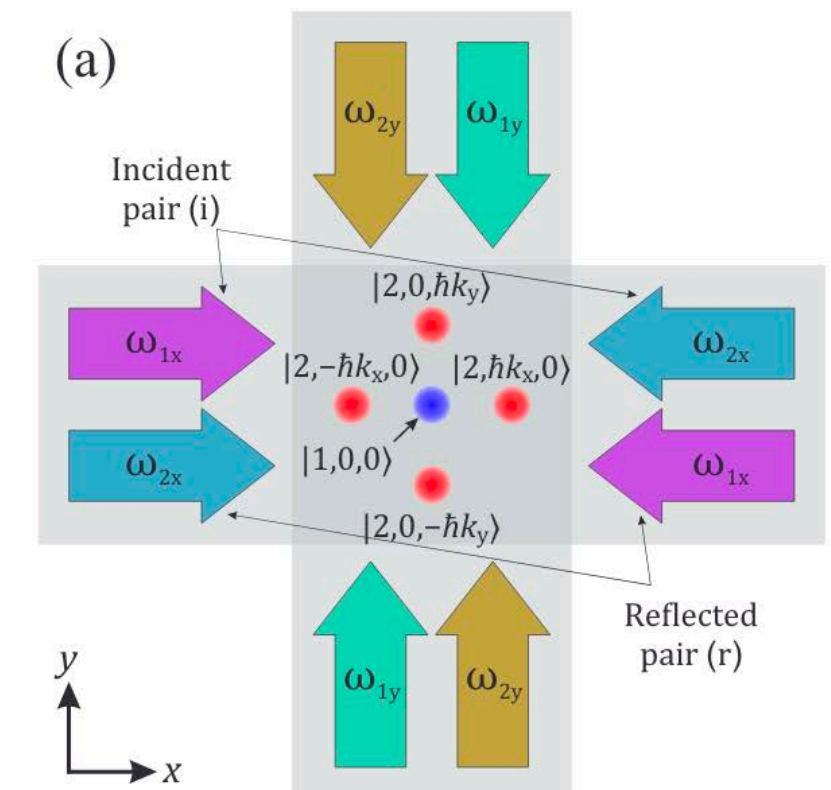 (a)
ω2y
ω1y
Incident
pair (i)
|2,0,ħky⟩
ω1x
ω2x
|2,−ħkx,0⟩
|2,ħkx,0⟩
|1,0,0⟩
ω2x
ω1x
|2,0,−ħky⟩
Reflected
pair (r)
ω1y
ω2y
y
x